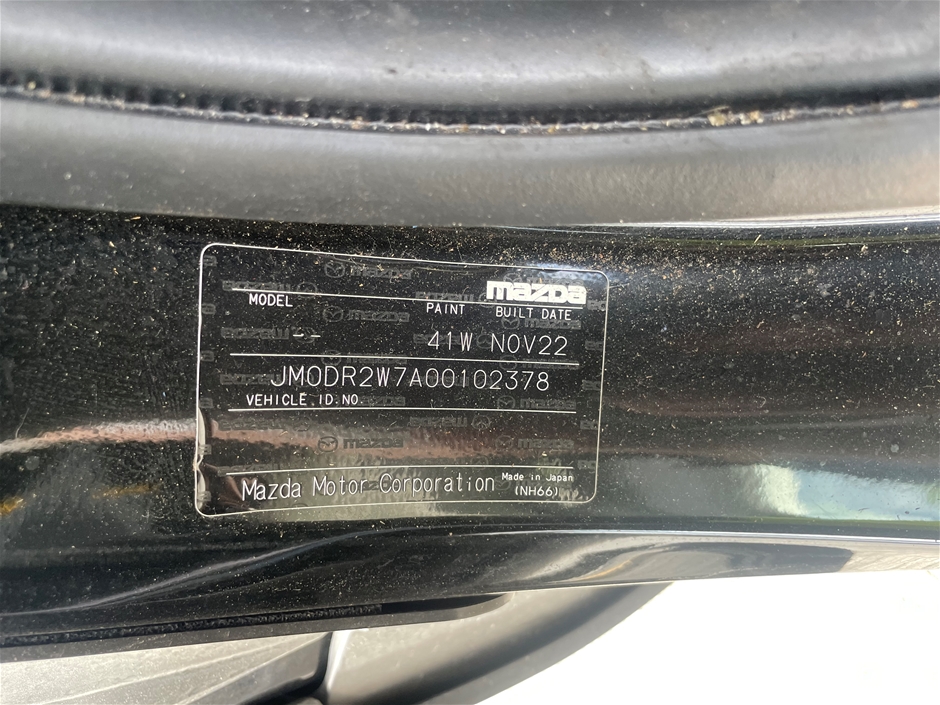 mazda
MODEL PAINT BUILT DATE
-- 41W NOV22
JM0DR2W7A00102378
VEHICLE.ID.NO.
Mazda Motor Corporation Made in Japan
(NH66)